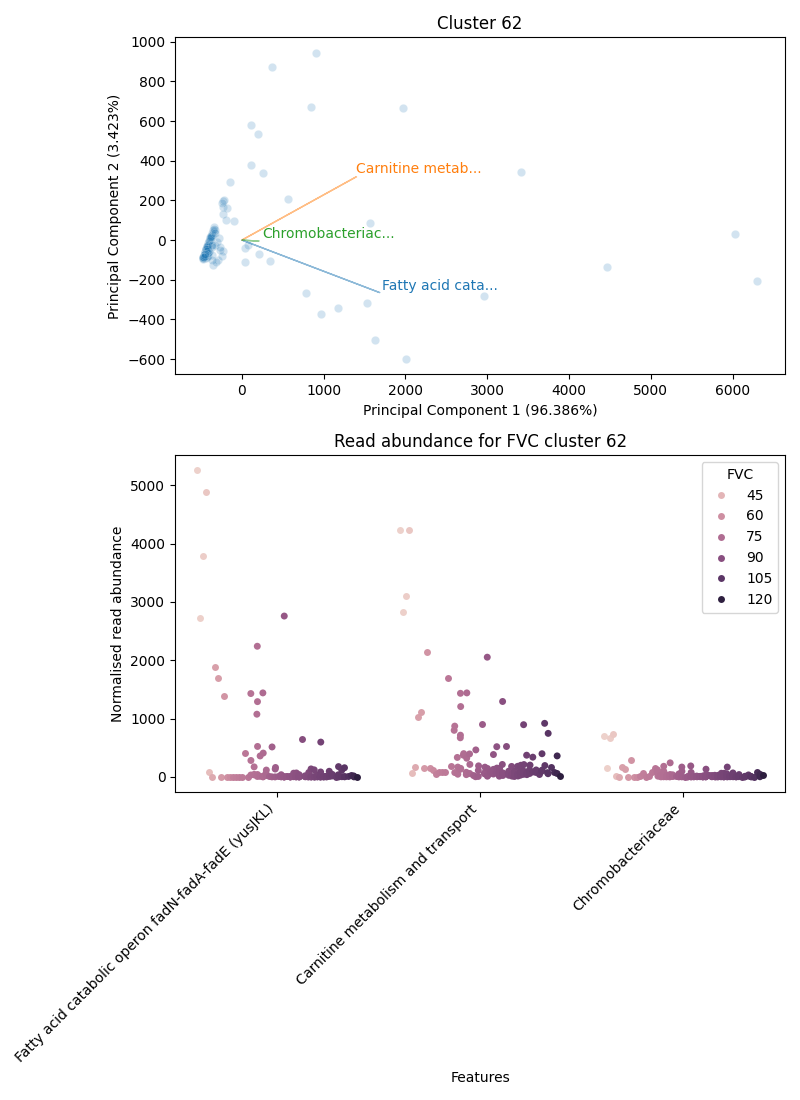 Cluster 62
1000
800
600
400
200
0
−200
−400
−600
Principal Component 2 (3.423%)
Carnitine metab...
Chromobacteriac...
Fatty acid cata...
0 1000 2000 3000 4000 5000 6000
Principal Component 1 (96.386%)
Read abundance for FVC cluster 62
5000
4000
3000
2000
1000
0
Normalised read abundance
FVC
45
60
75
90
105
120
Fatty acid catabolic operon fadN-fadA-fadE (yusJKL)
Carnitine metabolism and transport
Chromobacteriaceae
Features